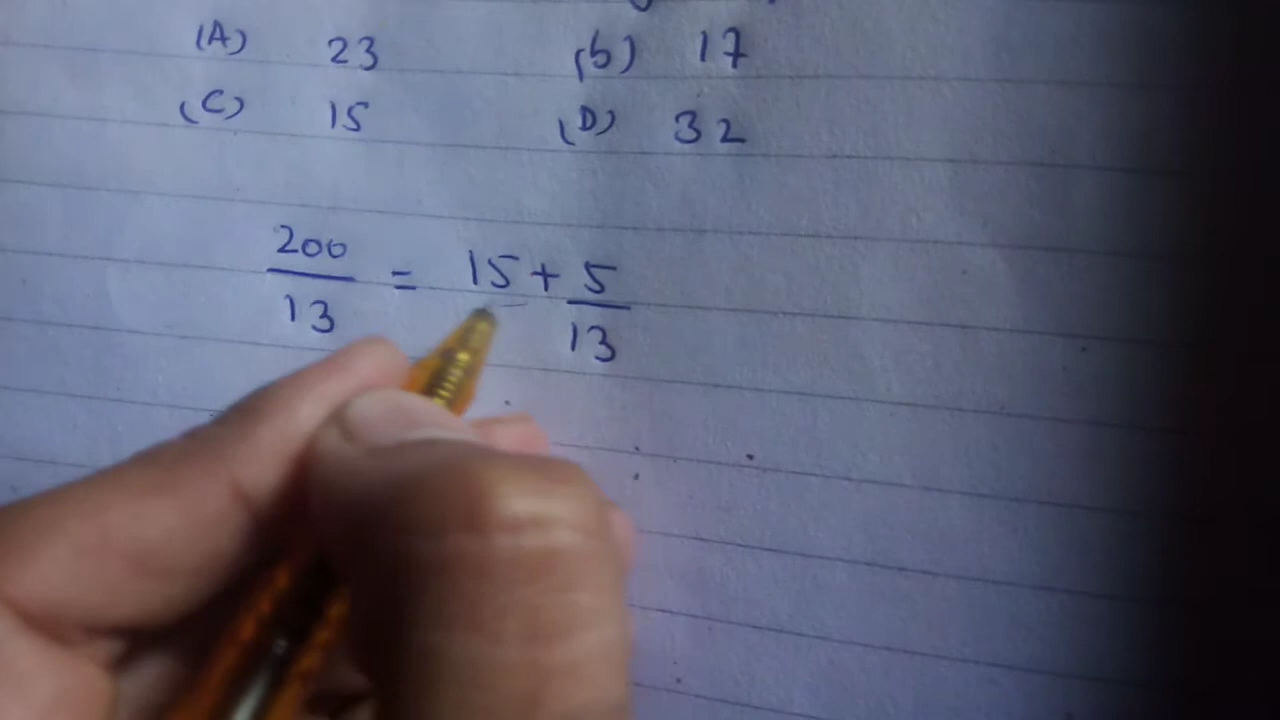 (A) 23 (b) 17
(C) 15 (D) 32
200/13 = 15 + 5/13